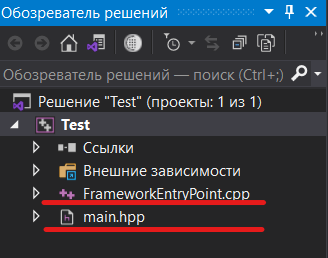 Обозреватель решений
Обозреватель решений — поиск (Ctrl+;)
Решение "Test" (проекты: 1 из 1)
Test
Ссылки
Внешние зависимости
FrameworkEntryPoint.cpp
main.hpp